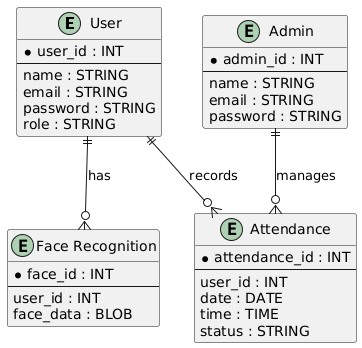 E User
* user_id : INT
name : STRING
email : STRING
password : STRING
role : STRING
E Admin
* admin_id : INT
name : STRING
email : STRING
password : STRING
has
records
manages
E Face Recognition
* face_id : INT
user_id : INT
face_data : BLOB
E Attendance
* attendance_id : INT
user_id : INT
date : DATE
time : TIME
status : STRING